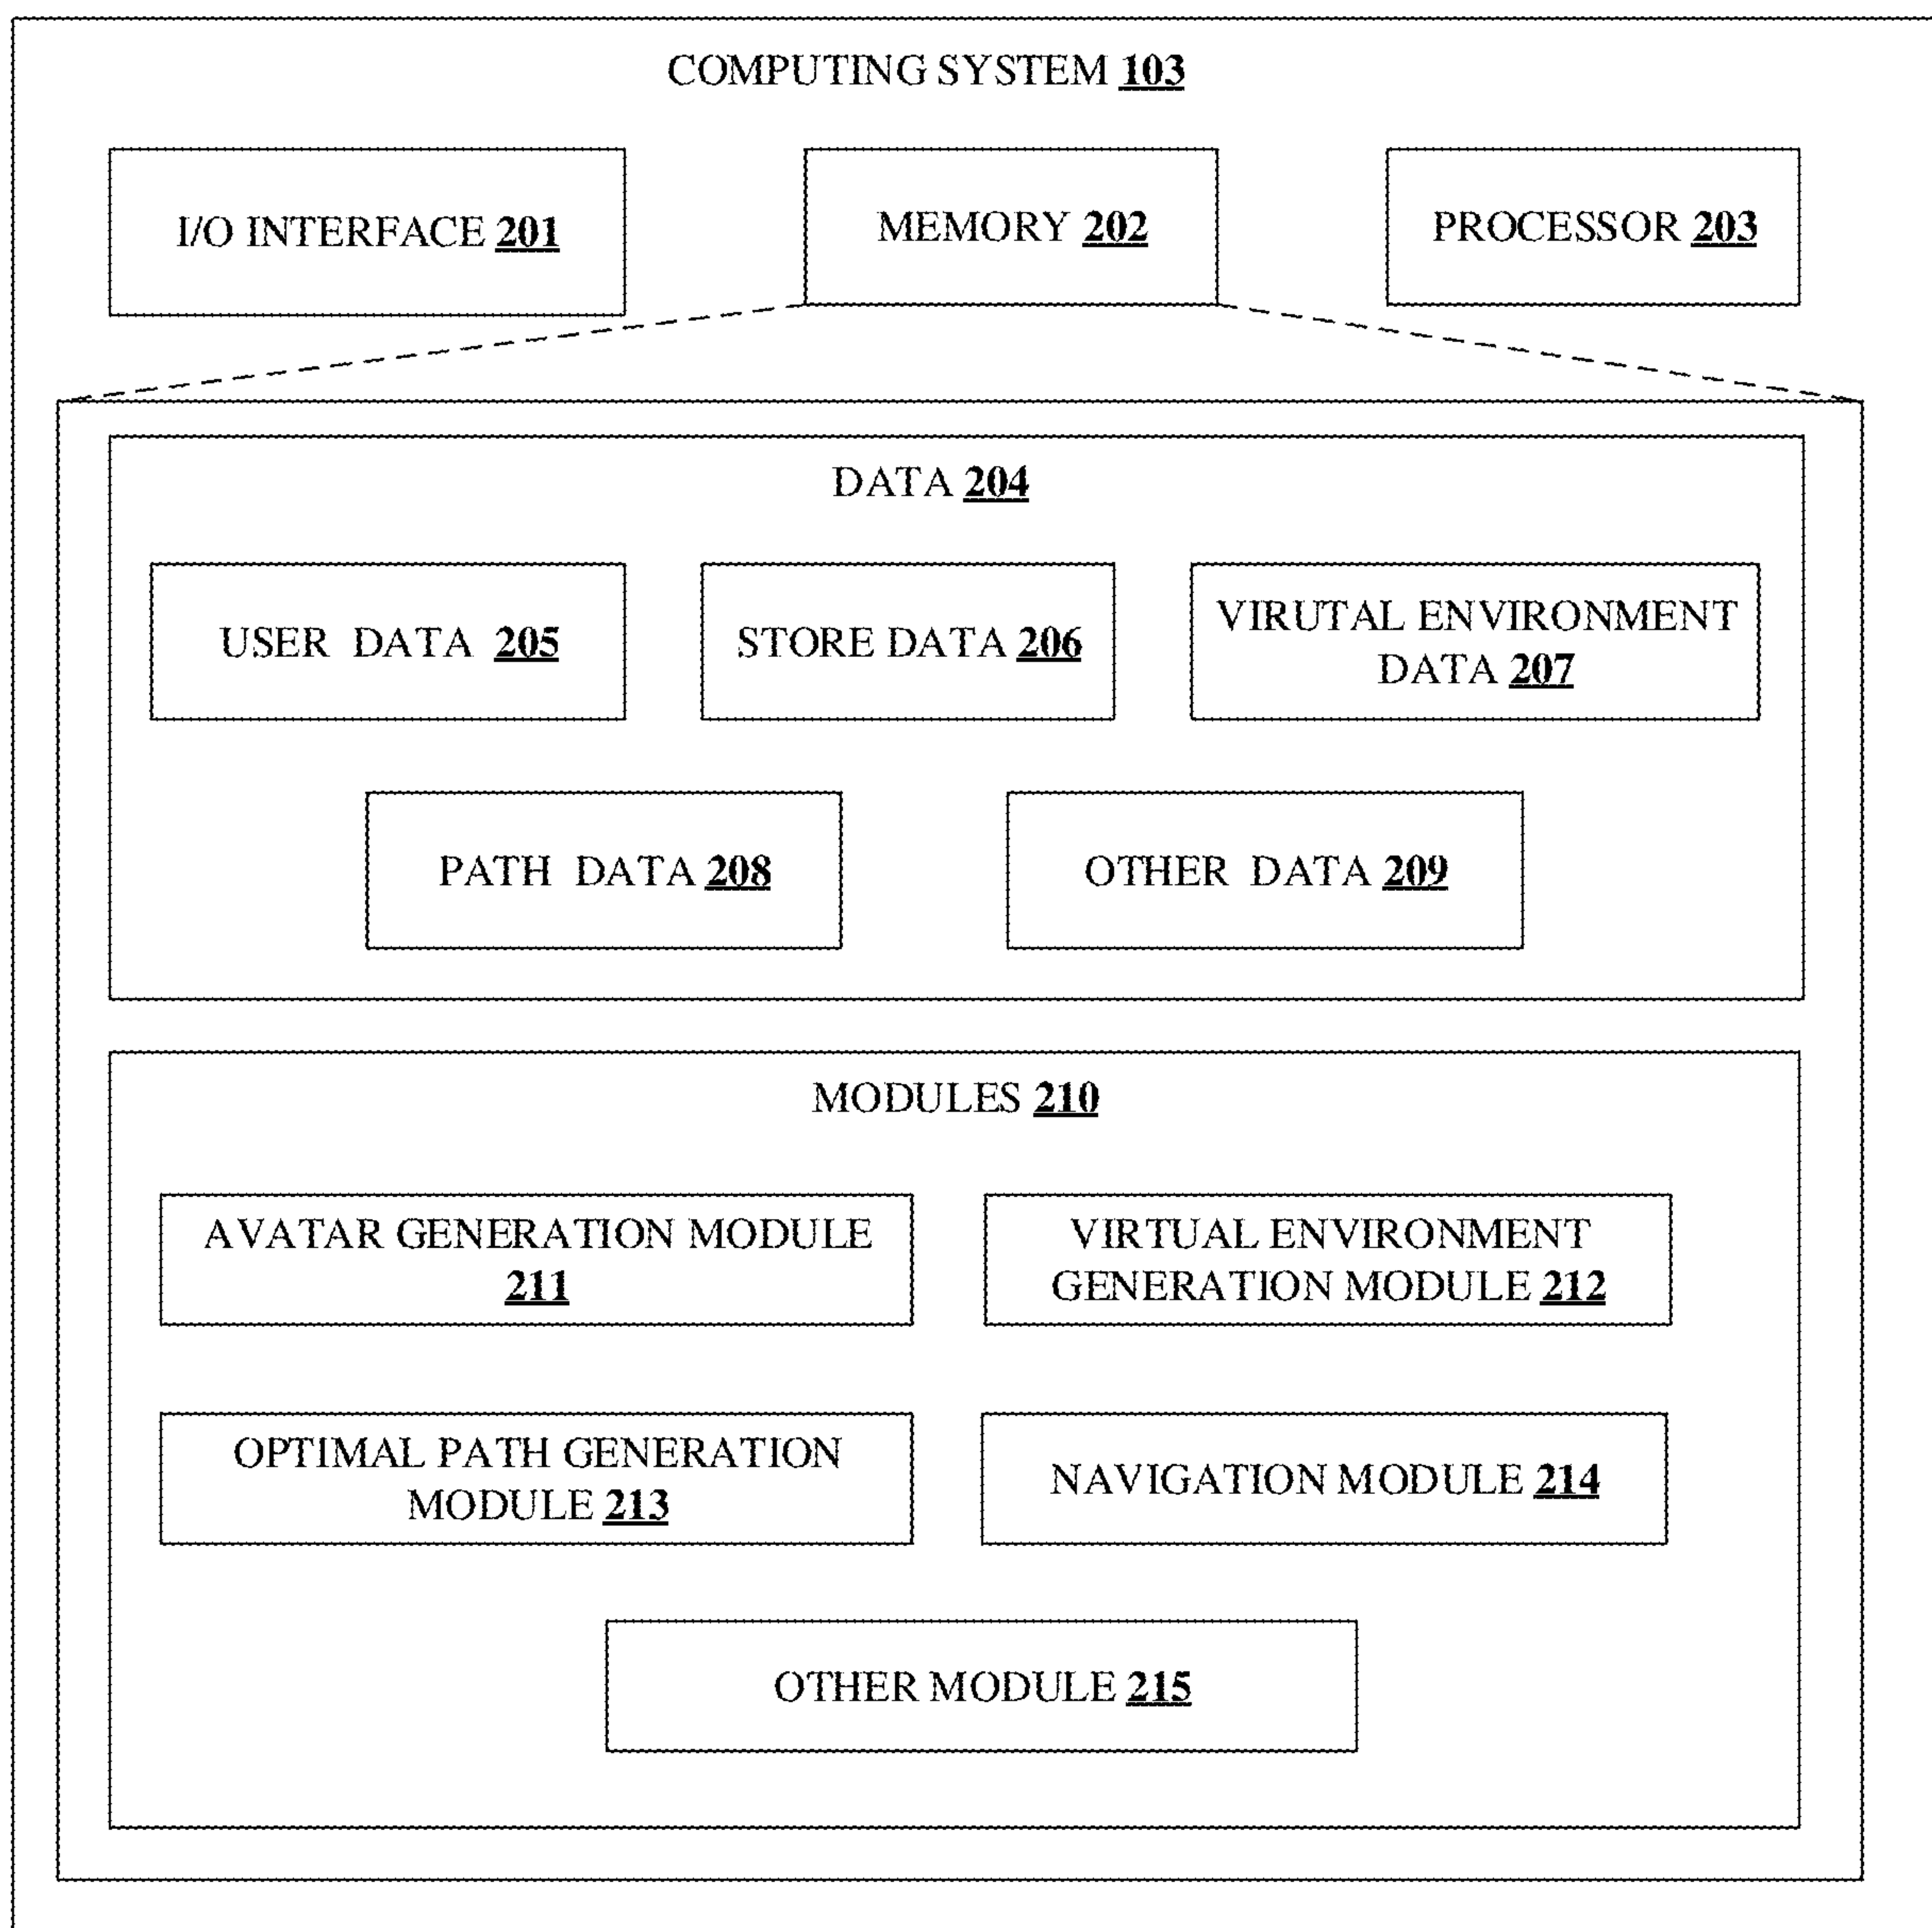 COMPUTING SYSTEM 103
I/O INTERFACE 201
MEMORY 202
PROCESSOR 203
DATA 204
USER DATA 205
STORE DATA 206
VIRUTAL ENVIRONMENT
DATA 207
PATH DATA 208
OTHER DATA 209
MODULES 210
AVATAR GENERATION MODULE
211
VIRTUAL ENVIRONMENT
GENERATION MODULE 212
OPTIMAL PATH GENERATION
MODULE 213
NAVIGATION MODULE 214
OTHER MODULE 215